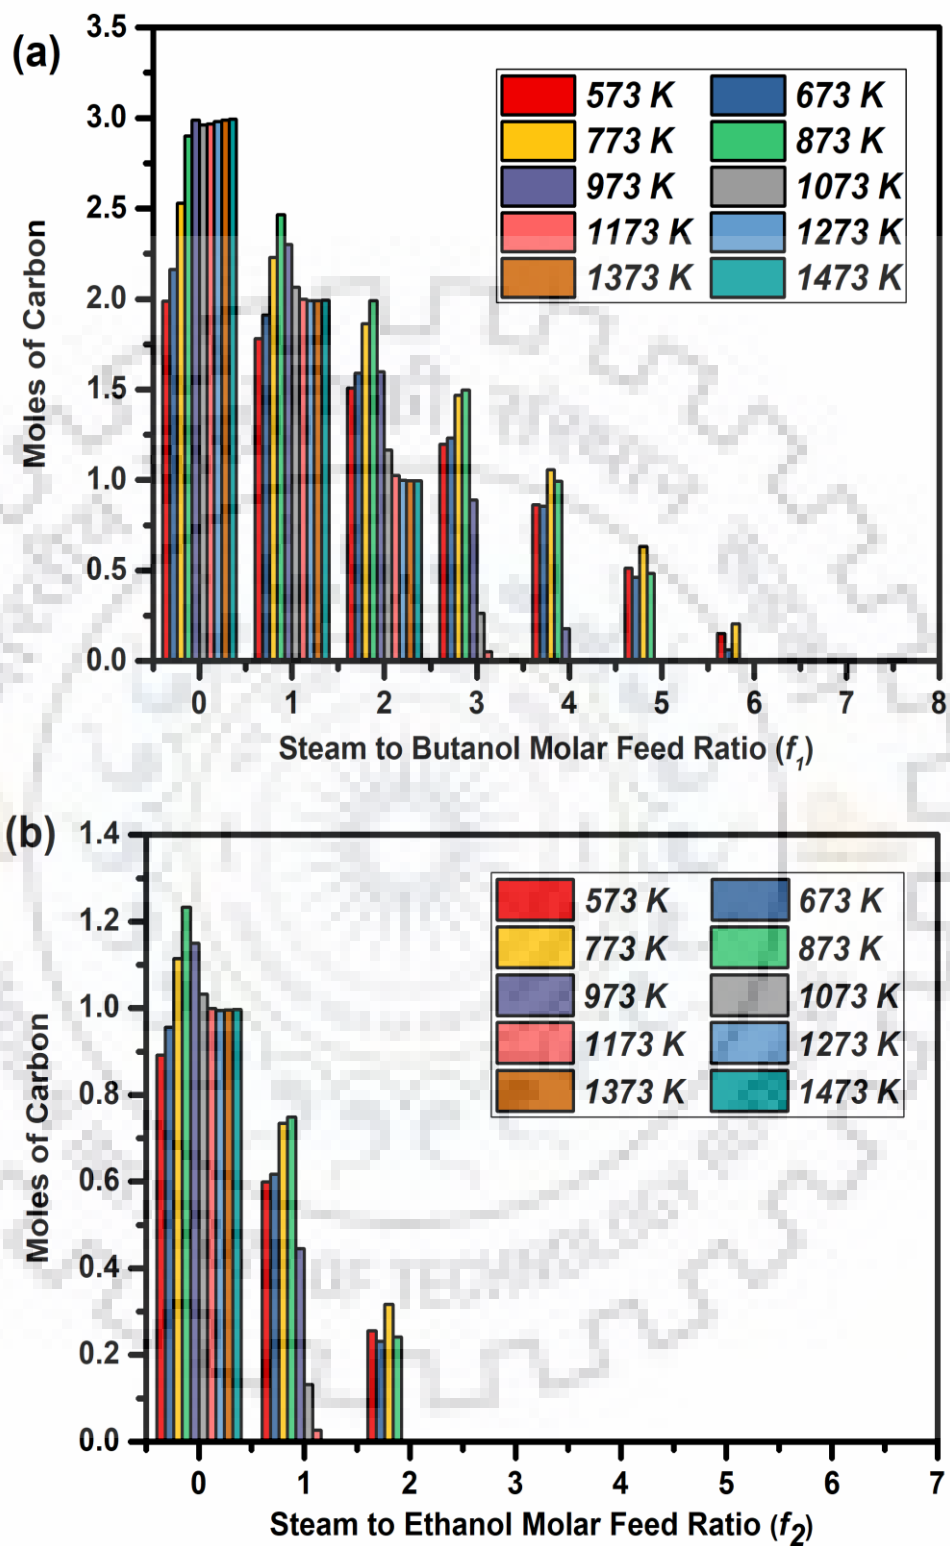 (a)
3.5
3.0
2.5
2.0
1.5
1.0
0.5
0.0
Moles of Carbon
573 K 673 K
773 K 873 K
973 K 1073 K
1173 K 1273 K
1373 K 1473 K
0 1 2 3 4 5 6 7 8
Steam to Butanol Molar Feed Ratio (f1)
(b)
1.4
1.2
1.0
0.8
0.6
0.4
0.2
0.0
Moles of Carbon
573 K 673 K
773 K 873 K
973 K 1073 K
1173 K 1273 K
1373 K 1473 K
0 1 2 3 4 5 6 7
Steam to Ethanol Molar Feed Ratio (f2)
TECHNOLOGY